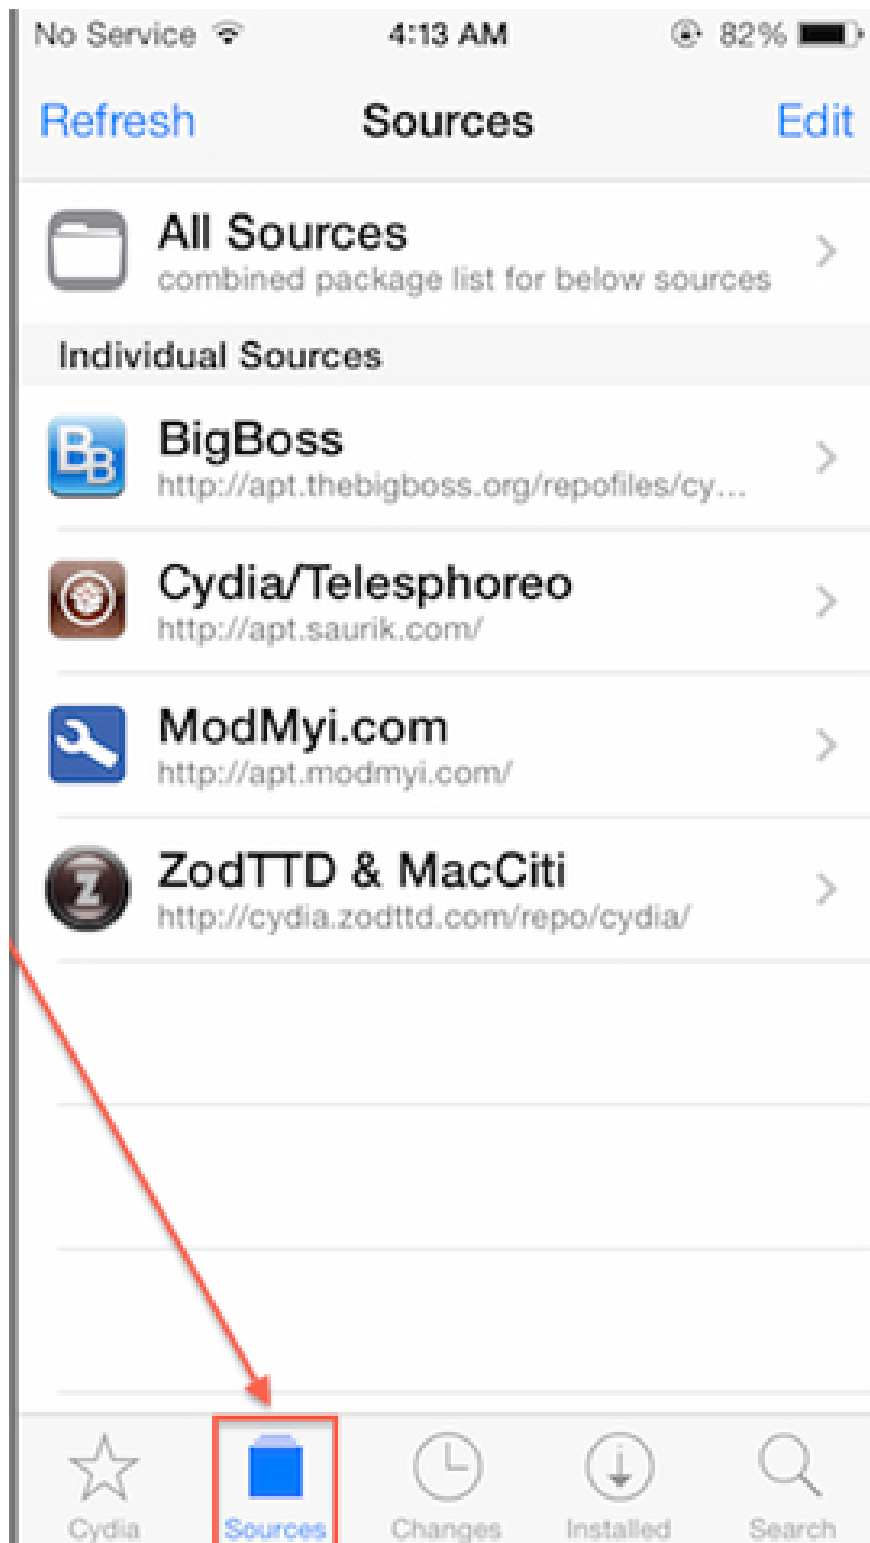 No Service 4:13 AM 82%
Refresh Sources Edit
All Sources
combined package list for below sources
Individual Sources
BigBoss
http://apt.thebigboss.org/repofiles/cy...
Cydia/Telesphoreo
http://apt.saurik.com/
ModMyi.com
http://apt.modmyi.com/
ZodTTD & MacCiti
http://cydia.zodttd.com/repo/cydia/
Cydia Sources Changes Installed Search